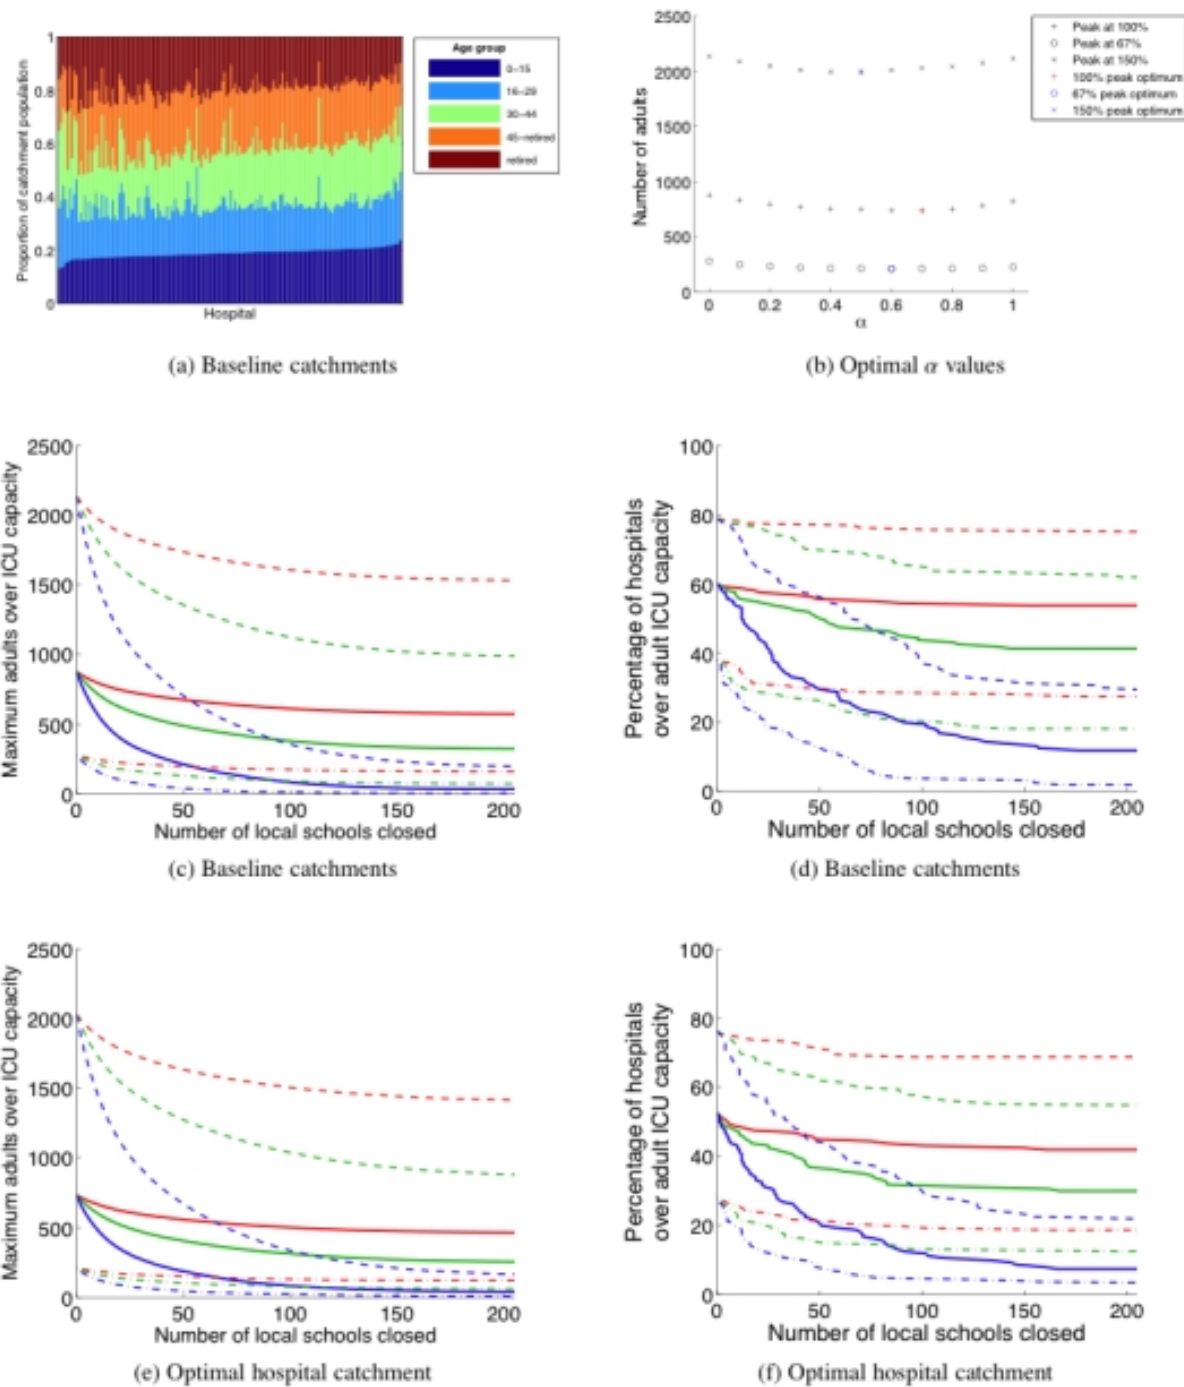 Proportion of catchment population
1
0.8
0.6
0.4
0.2
0
Hospital
Age group
0-15
16-29
30-44
45-retired
retired
(a) Baseline catchments
Number of adults
2500
2000
1500
1000
500
0
0 0.2 0.4 0.6 0.8 1
α
Peak at 100%
Peak at 67%
Peak at 150%
100% peak optimum
67% peak optimum
150% peak optimum
(b) Optimal α values
Maximum adults over ICU capacity
2500
2000
1500
1000
500
0
0 50 100 150 200
Number of local schools closed
(c) Baseline catchments
Percentage of hospitals
over adult ICU capacity
100
80
60
40
20
0
0 50 100 150 200
Number of local schools closed
(d) Baseline catchments
Maximum adults over ICU capacity
2500
2000
1500
1000
500
0
0 50 100 150 200
Number of local schools closed
(e) Optimal hospital catchment
Percentage of hospitals
over adult ICU capacity
100
80
60
40
20
0
0 50 100 150 200
Number of local schools closed
(f) Optimal hospital catchment